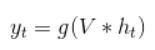 $y_t = g(V * h_t)$